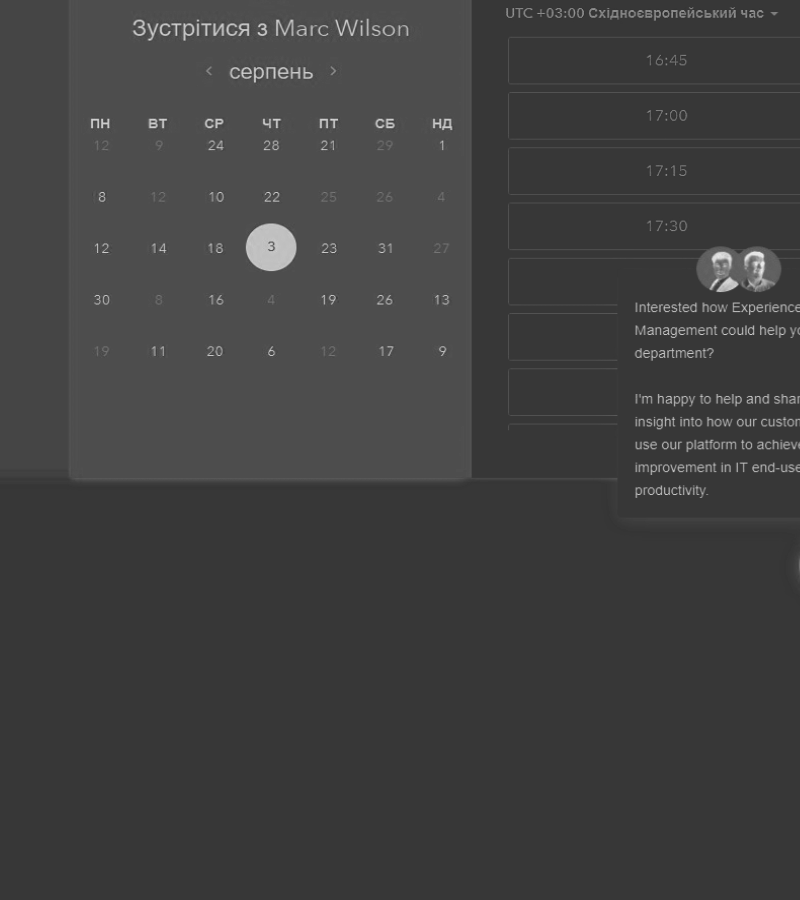 Зустрітися з Marc Wilson
серпень
ПН ВТ СР ЧТ ПТ СБ НД
12 9 24 28 21 29 1
8 12 10 22 25 26 4
12 14 18 3 23 31 27
30 8 16 4 19 26 13
19 11 20 6 12 17 9
UTC +03:00 Східноєвропейський час
16:45
17:00
17:15
17:30
Interested how Experience
Management could help yo
department?
I'm happy to help and shar
insight into how our custom
use our platform to achieve
improvement in IT end-use
productivity.